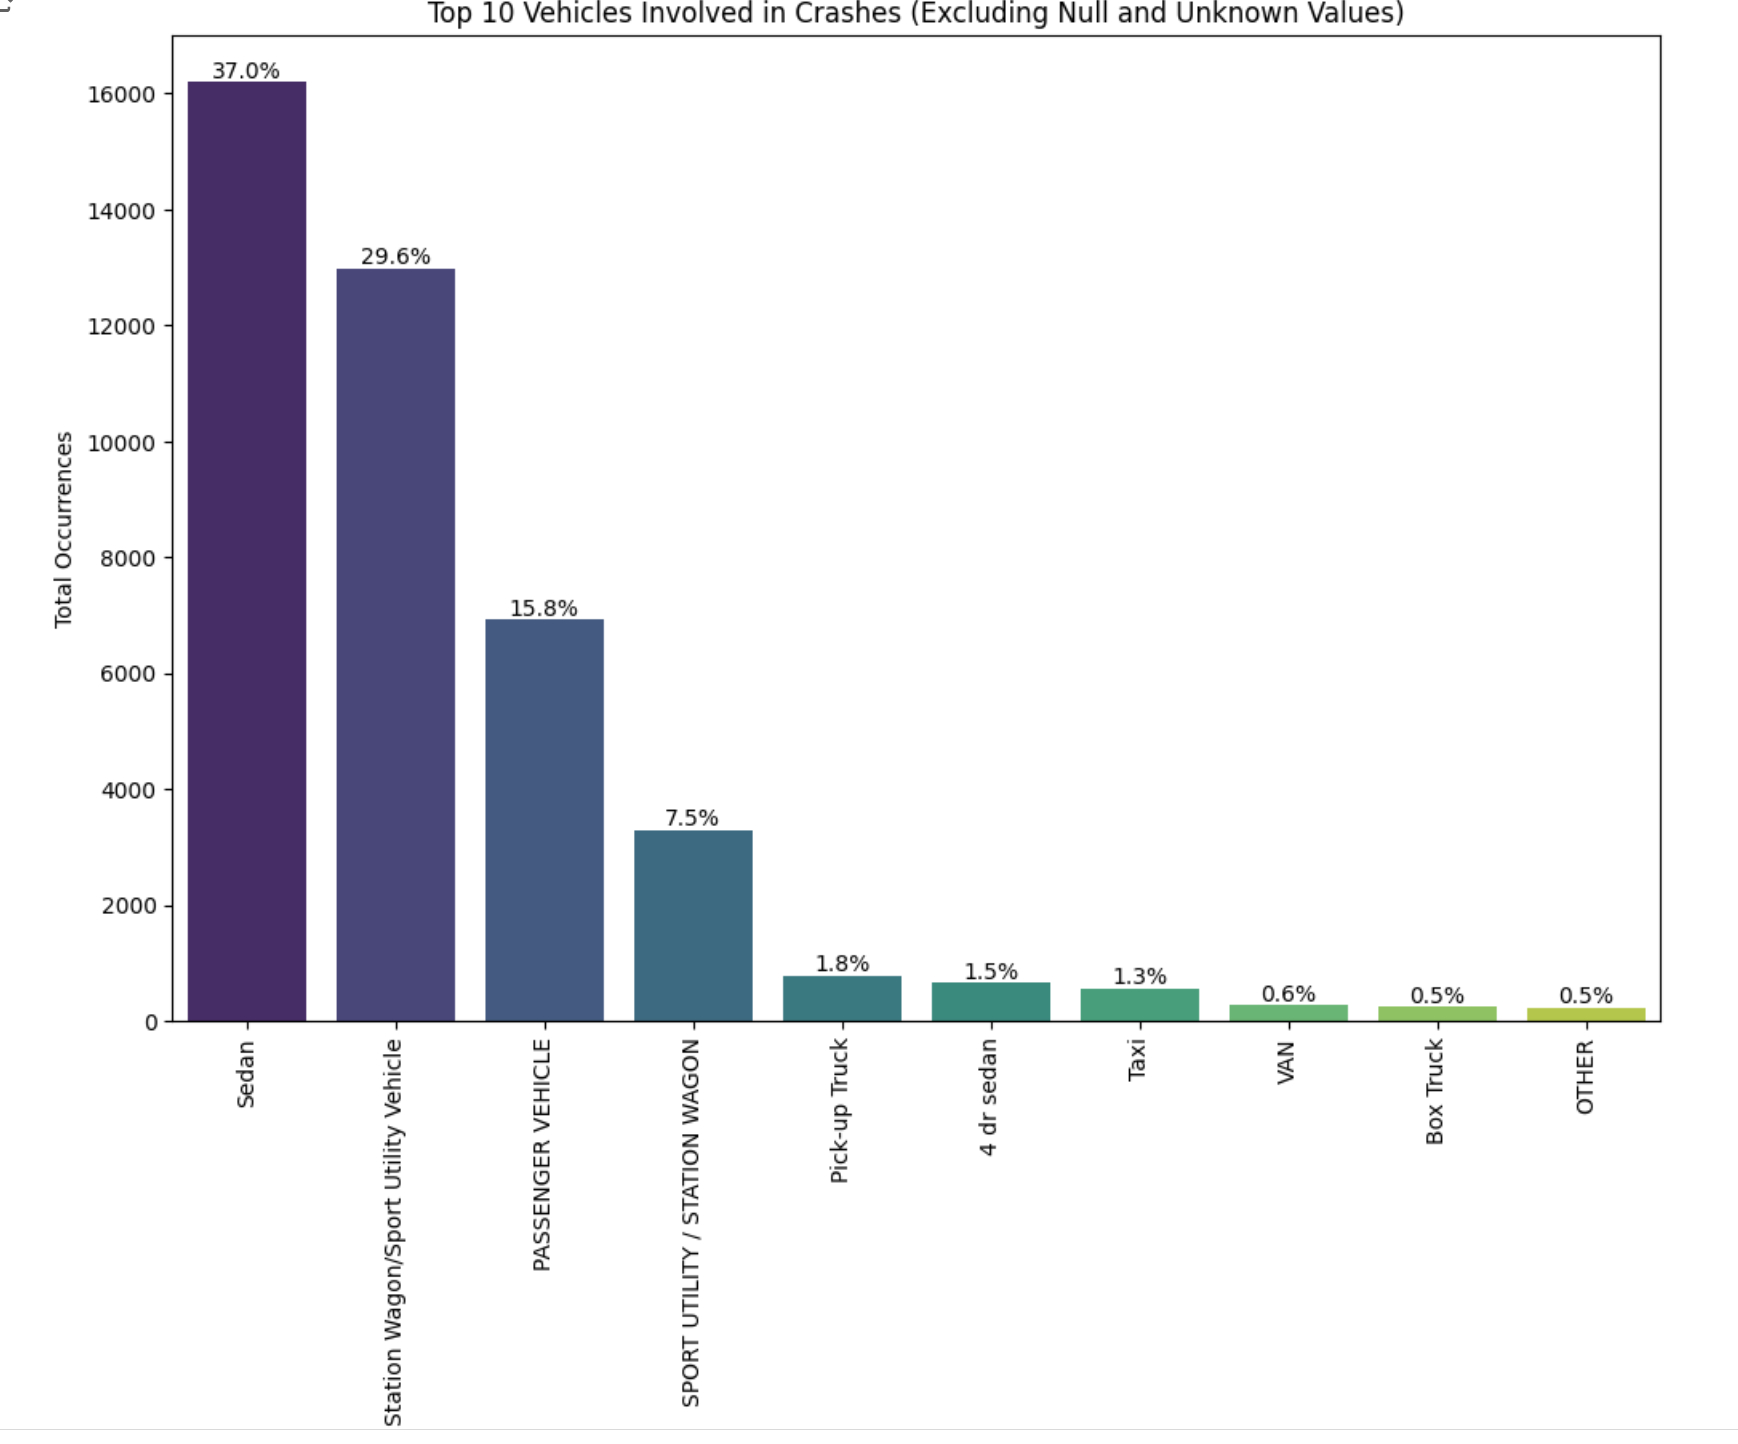 Top 10 Vehicles Involved in Crashes (Excluding Null and Unknown Values)
Total Occurrences
16000
14000
12000
10000
8000
6000
4000
2000
0
37.0%
29.6%
15.8%
7.5%
1.8%
1.5%
1.3%
0.6%
0.5%
0.5%
Sedan
Station Wagon/Sport Utility Vehicle
PASSENGER VEHICLE
SPORT UTILITY / STATION WAGON
Pick-up Truck
4 dr sedan
Taxi
VAN
Box Truck
OTHER